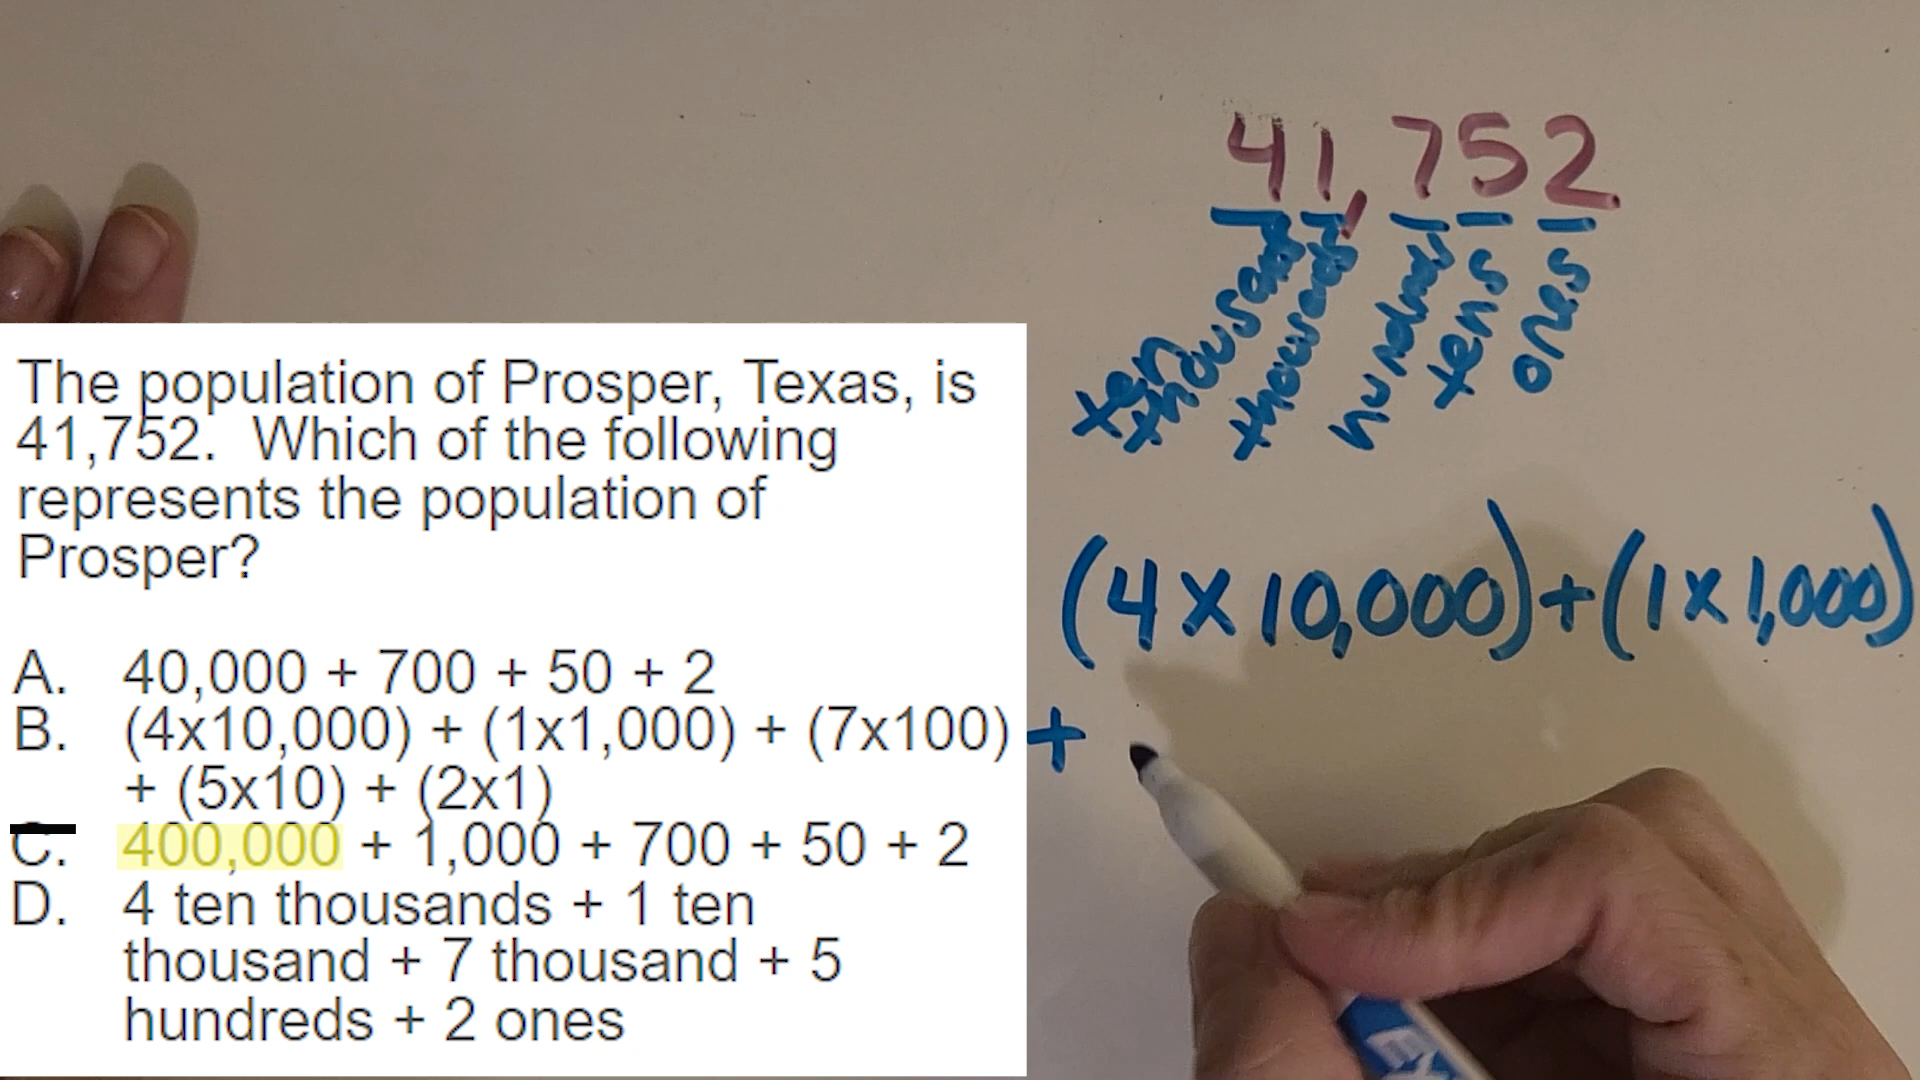 The population of Prosper, Texas, is
41,752. Which of the following
represents the population of
Prosper?
A. 40,000 + 700 + 50 + 2
B. (4x10,000) + (1x1,000) + (7x100)
+ (5x10) + (2x1)
C. 400,000 + 1,000 + 700 + 50 + 2
D. 4 ten thousands + 1 ten
thousand + 7 thousand + 5
hundreds + 2 ones
41,752
ten
thousands
thousands
hundreds
tens
ones
(4 x 10,000) + (1 x 1,000)
+